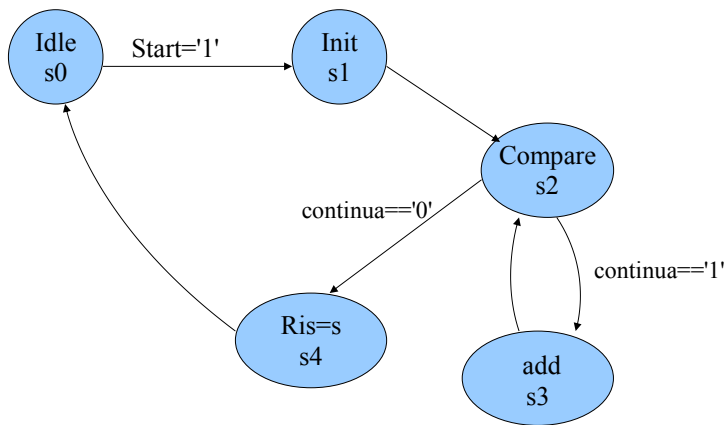 Idle
s0
Start='1'
Init
s1
Compare
s2
continua=='0'
continua=='1'
Ris=s
s4
add
s3